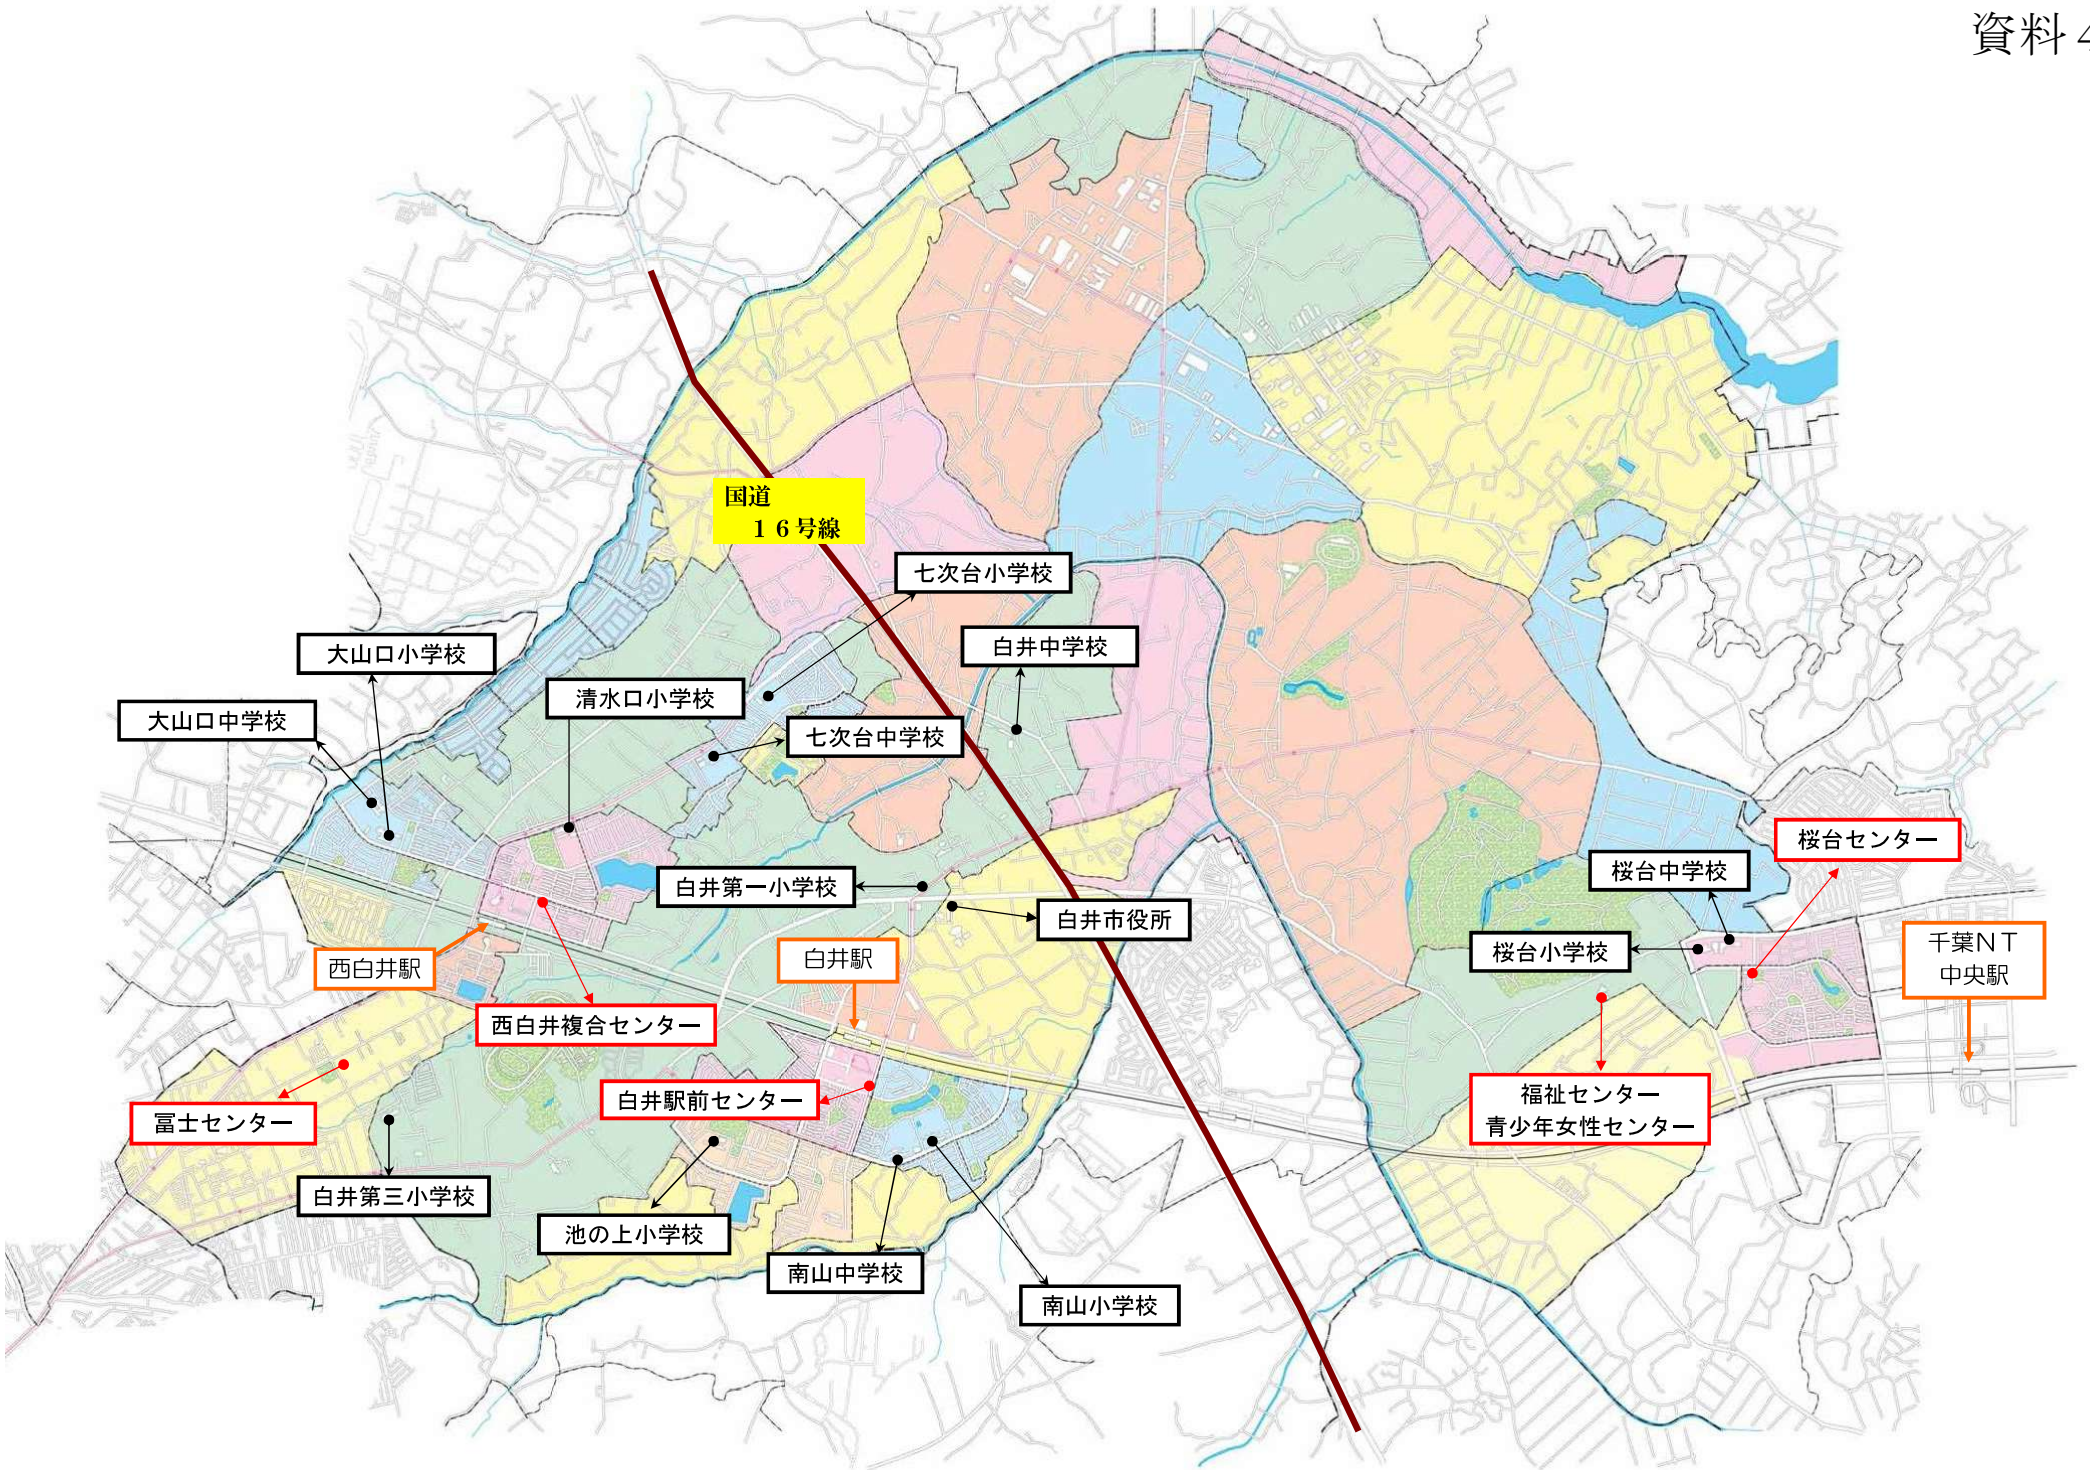 資料４
国道
１６号線
七次台小学校
白井中学校
大山口小学校
清水口小学校
大山口中学校
七次台中学校
桜台センター
桜台中学校
白井第一小学校
白井市役所
千葉ＮＴ
中央駅
桜台小学校
白井駅
西白井駅
西白井複合センター
福祉センター
青少年女性センター
白井駅前センター
冨士センター
白井第三小学校
池の上小学校
南山中学校
南山小学校